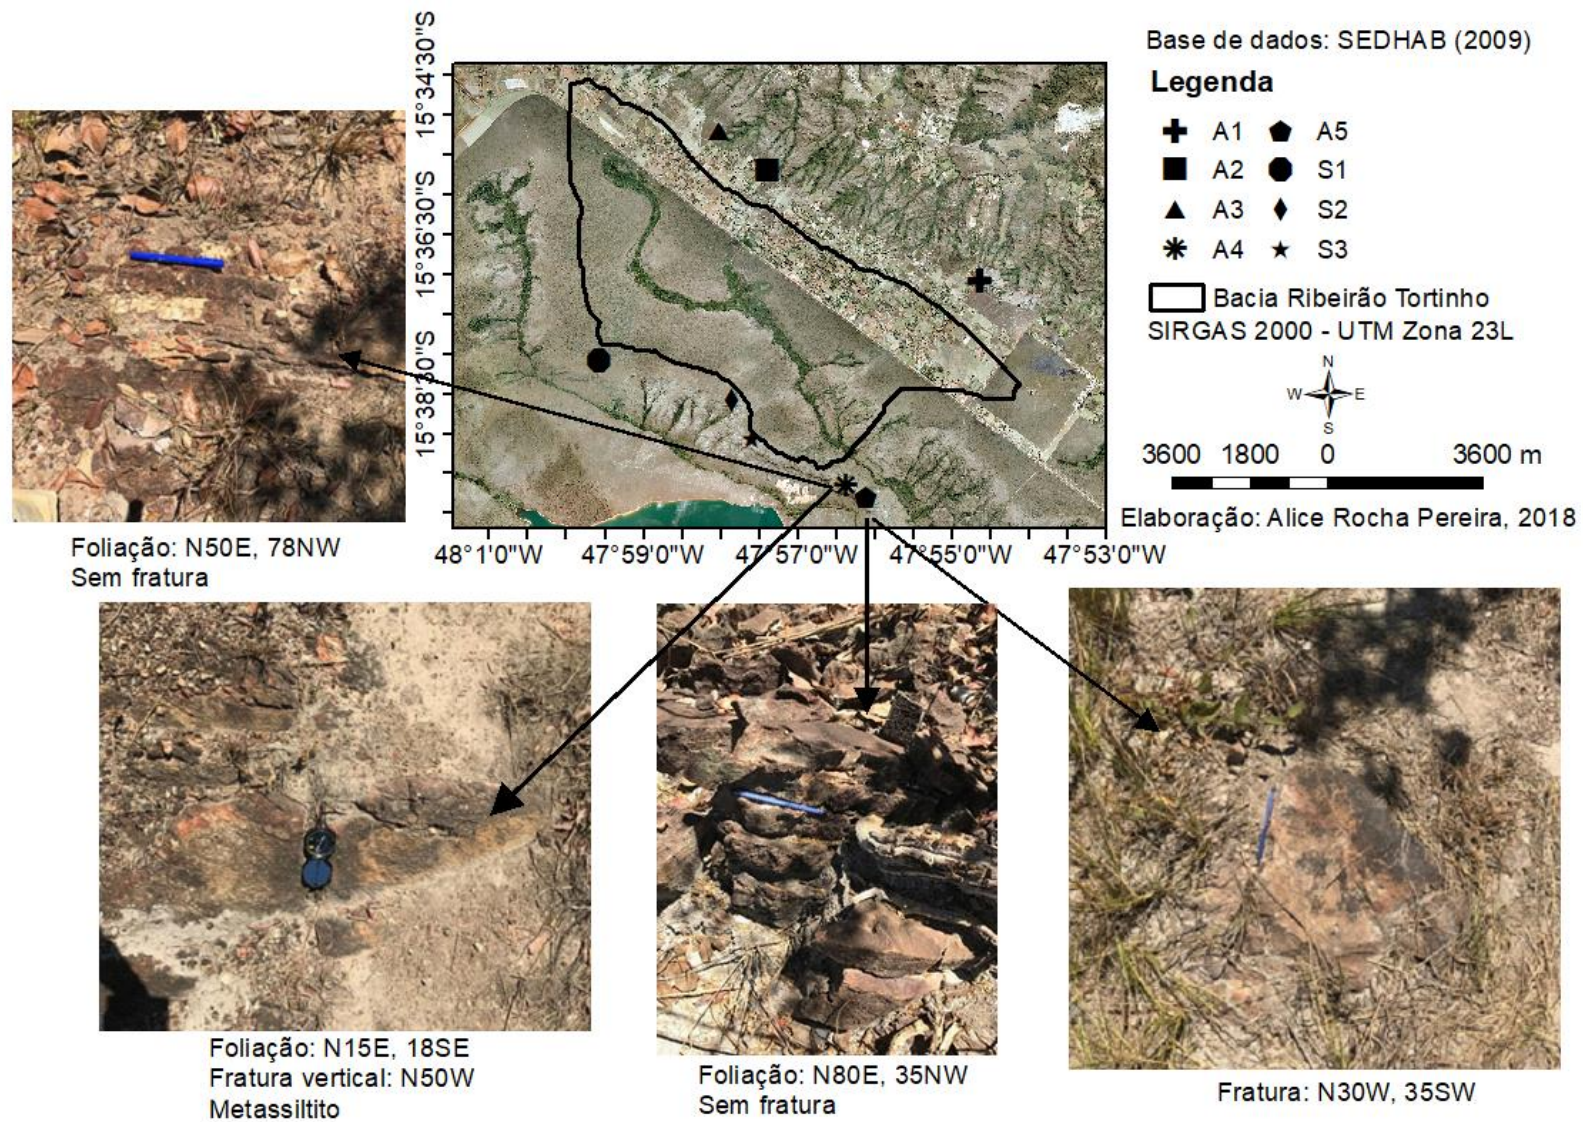 Base de dados: SEDHAB (2009)
Legenda
A1 A5
A2 S1
A3 S2
A4 S3
Bacia Ribeirão Tortinho
SIRGAS 2000 - UTM Zona 23L
N
W E
S
3600 1800 0 3600 m
Elaboração: Alice Rocha Pereira, 2018
15°34'30"S
15°36'30"S
15°38'30"S
48°1'0"W 47°59'0"W 47°57'0"W 47°55'0"W 47°53'0"W
Foliação: N50E, 78NW
Sem fratura
Foliação: N15E, 18SE
Fratura vertical: N50W
Metassiltito
Foliação: N80E, 35NW
Sem fratura
Fratura: N30W, 35SW